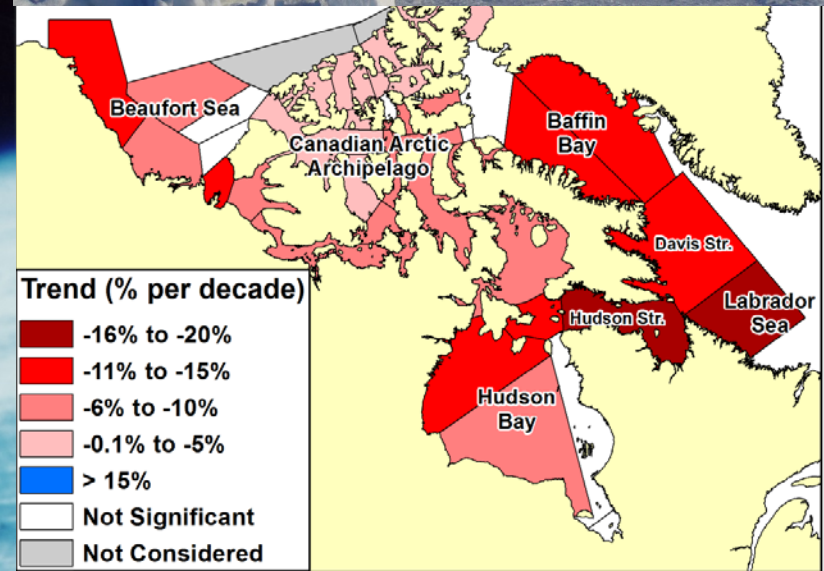 Beaufort Sea
Canadian Arctic
Archipelago
Baffin
Bay
Davis Str.
Labrador
Sea
Hudson Str.
Hudson
Bay
Trend (% per decade)
-16% to -20%
-11% to -15%
-6% to -10%
-0.1% to -5%
> 15%
Not Significant
Not Considered